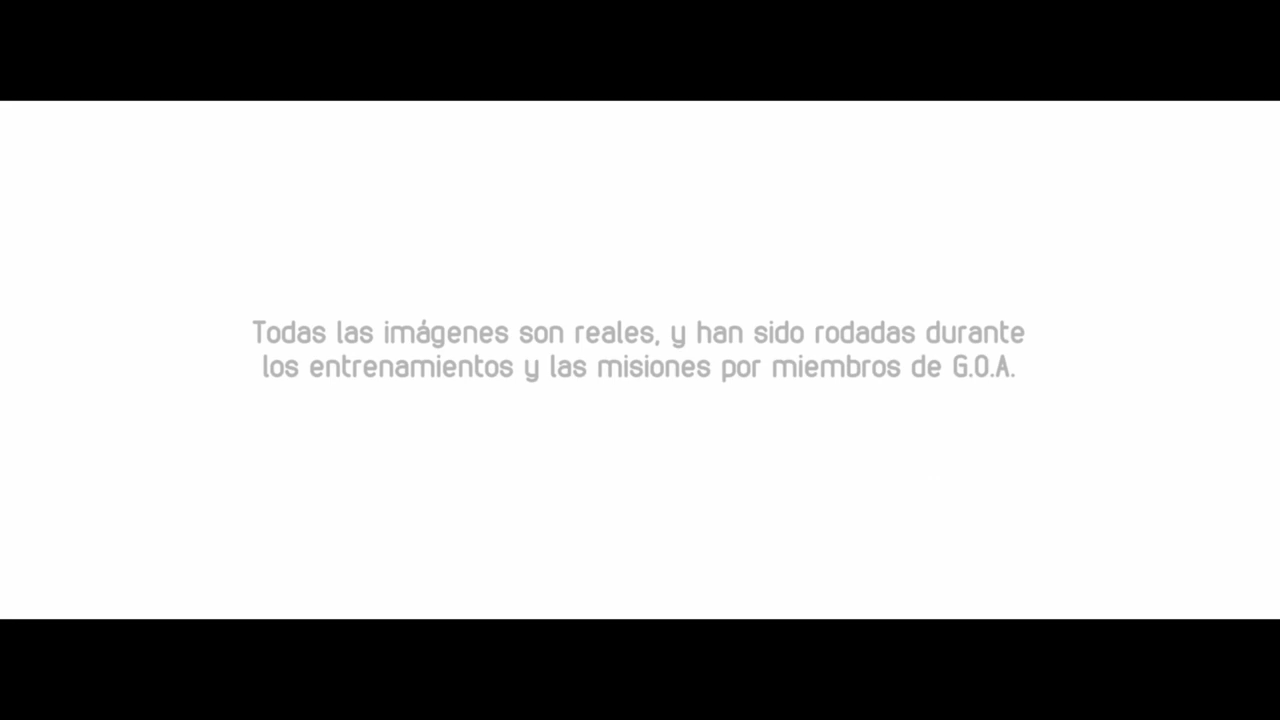 Todas las imágenes son reales, y han sido rodadas durante
los entrenamientos y las misiones por miembros de G.O.A.